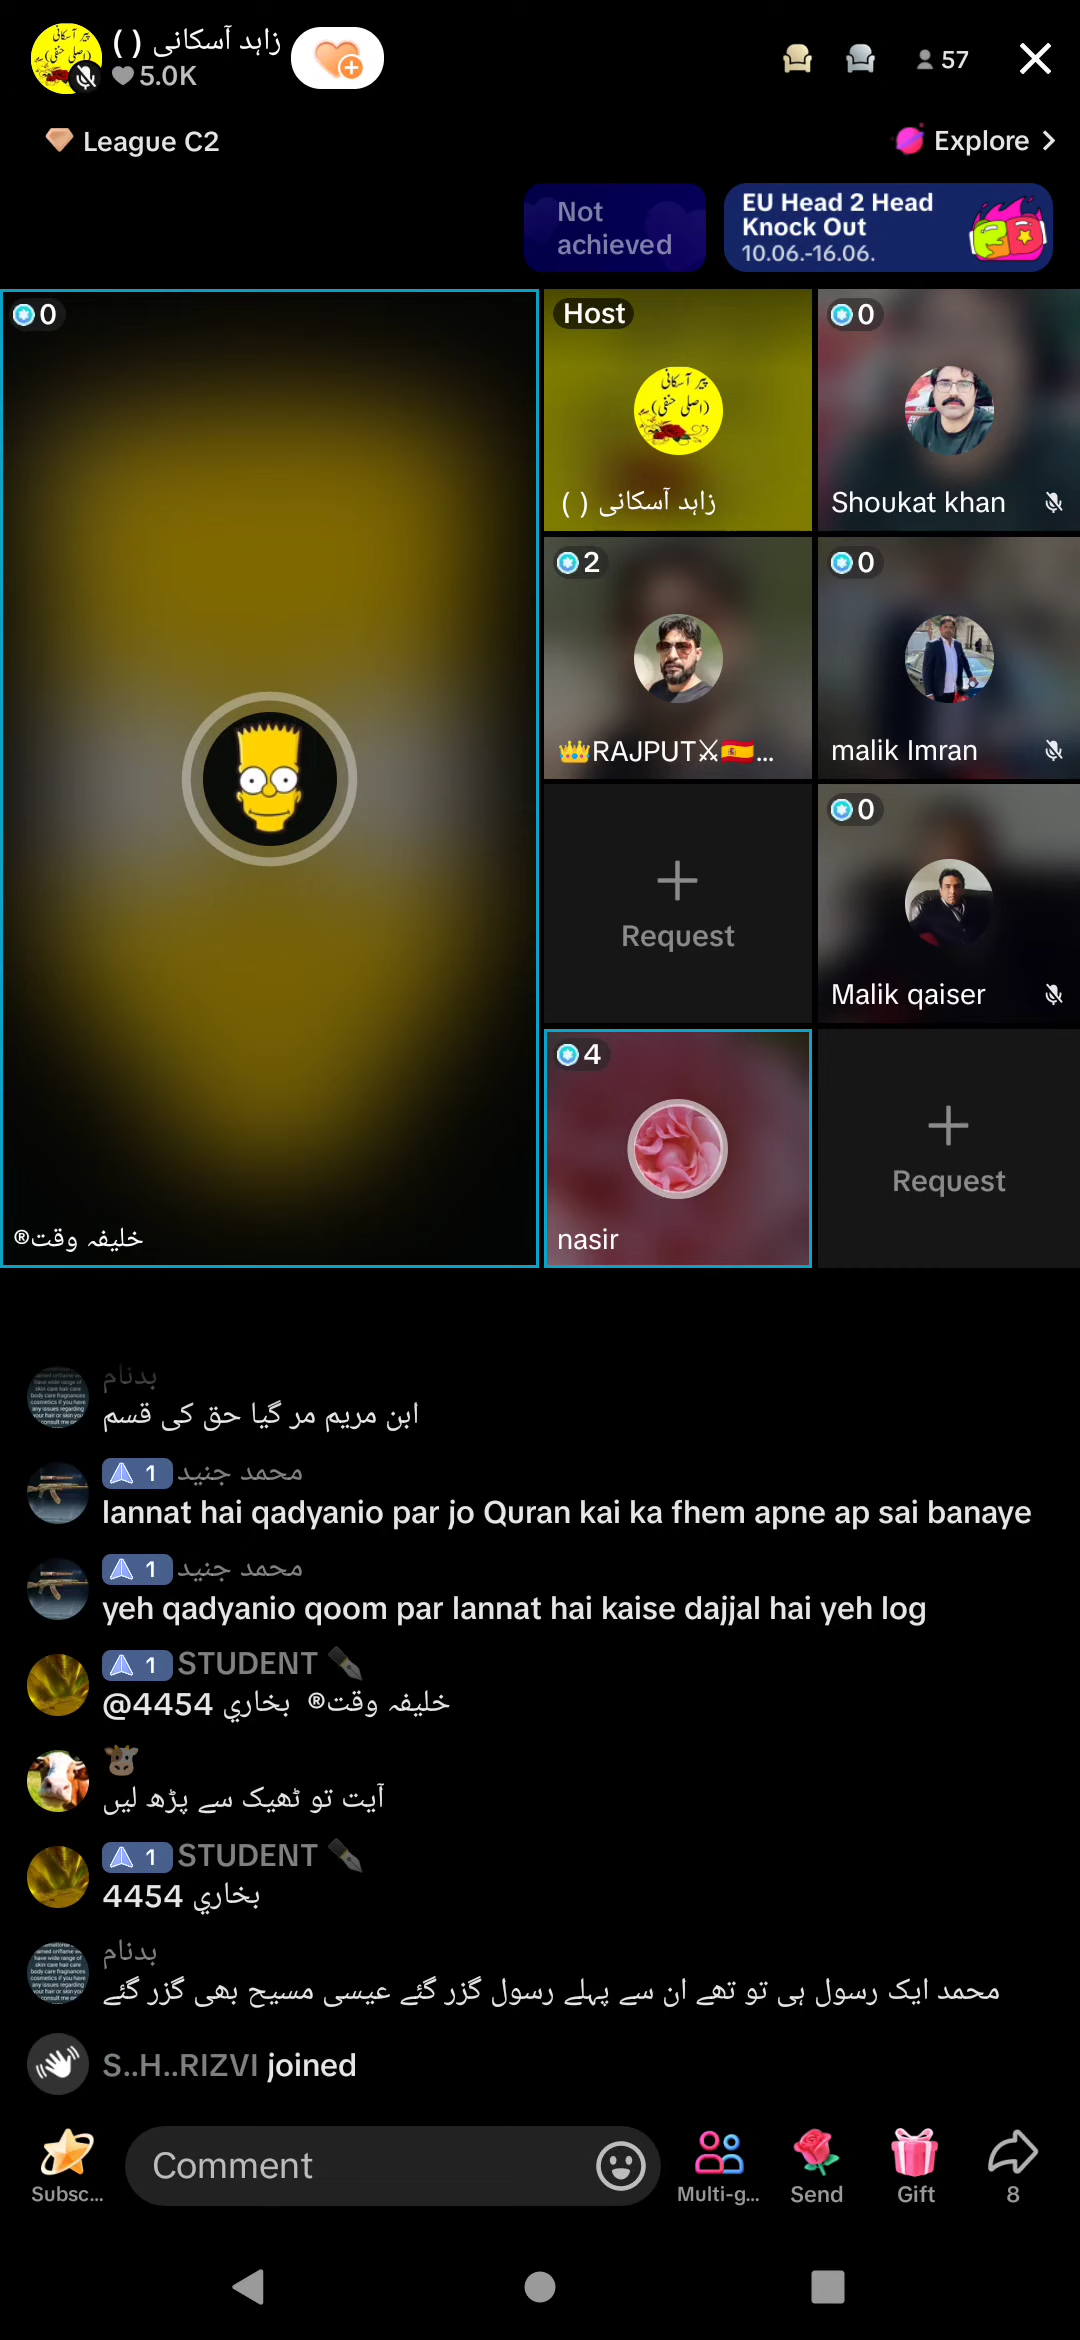 زاہد آسکانی ( )
5.0K
57
League C2
Explore
Not
achieved
EU Head 2 Head
Knock Out
10.06.-16.06.
0
Host
پیر آسکانی
(اصلی حنفی)
زاہد آسکانی ( )
0
Shoukat khan
2
RAJPUT⚔🇪🇸...
0
malik Imran
Request
0
Malik qaiser
4
nasir
Request
خلیفہ وقت®
بدنام
ابن مریم مر گیا حق کی قسم
1 محمد جنید
lannat hai qadyanio par jo Quran kai ka fhem apne ap sai banaye
1 محمد جنید
yeh qadyanio qoom par lannat hai kaise dajjal hai yeh log
1 STUDENT ✒️
@خلیفہ وقت® بخاري 4454
🐮
آیت تو ٹھیک سے پڑھ لیں
1 STUDENT ✒️
بخاري 4454
بدنام
محمد ایک رسول ہی تو تھے ان سے پہلے رسول گزر گئے عیسی مسیح بھی گزر گئے
S..H..RIZVI joined
Comment
Subsc...
Multi-g...
Send
Gift
8